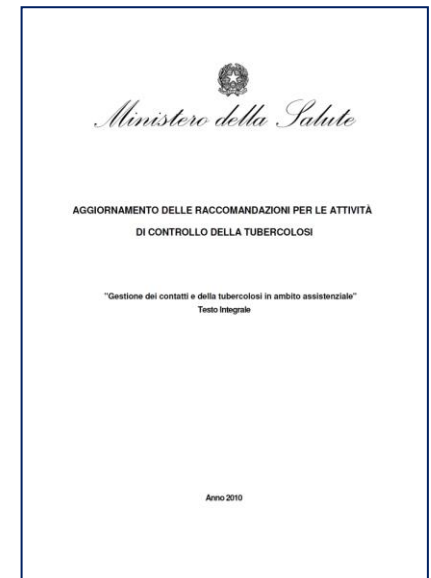 Ministero della Salute
AGGIORNAMENTO DELLE RACCOMANDAZIONI PER LE ATTIVITÀ
DI CONTROLLO DELLA TUBERCOLOSI
"Gestione dei contatti e della tubercolosi in ambito assistenziale"
Testo Integrale
Anno 2010